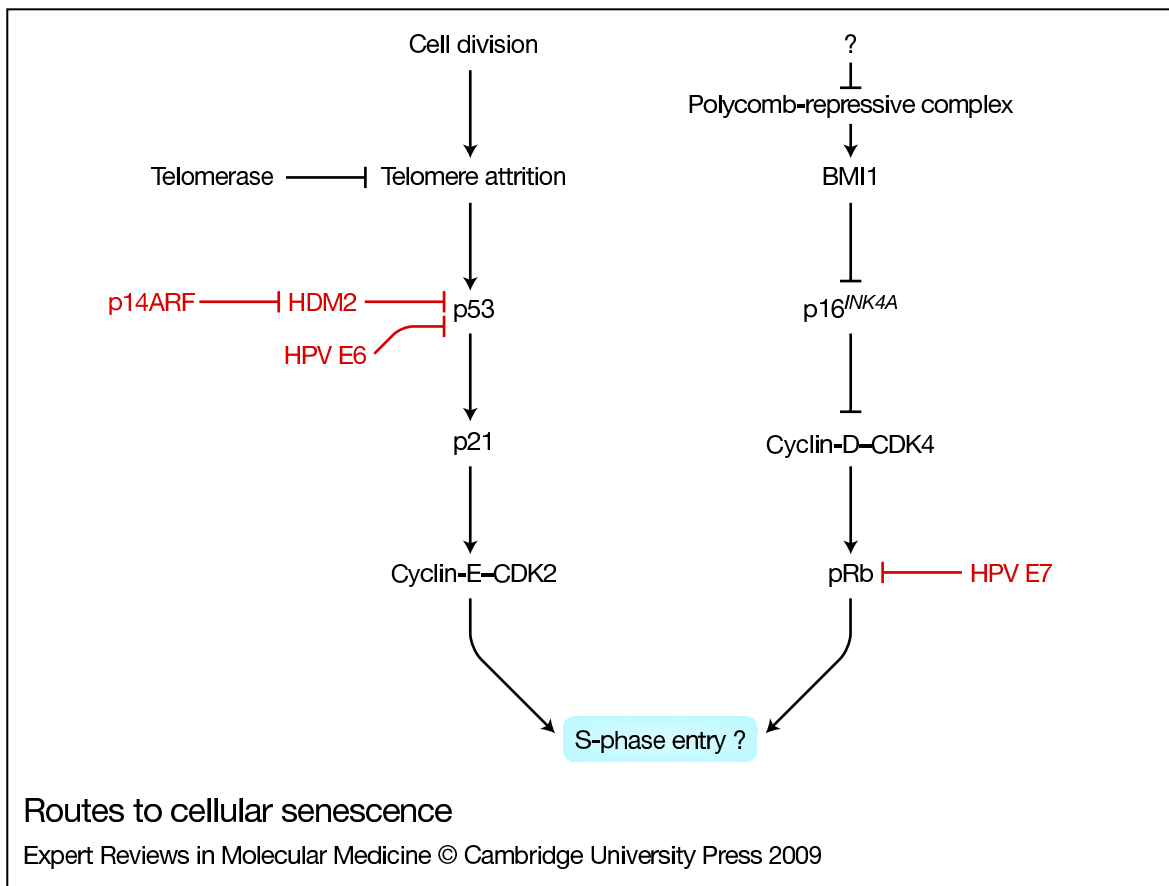 Cell division
?
Polycomb-repressive complex
Telomerase
Telomere attrition
BMI1
p14ARF
HDM2
p53
p16INK4A
HPV E6
p21
Cyclin-D–CDK4
Cyclin-E–CDK2
pRb
HPV E7
S-phase entry ?
Routes to cellular senescence
Expert Reviews in Molecular Medicine © Cambridge University Press 2009